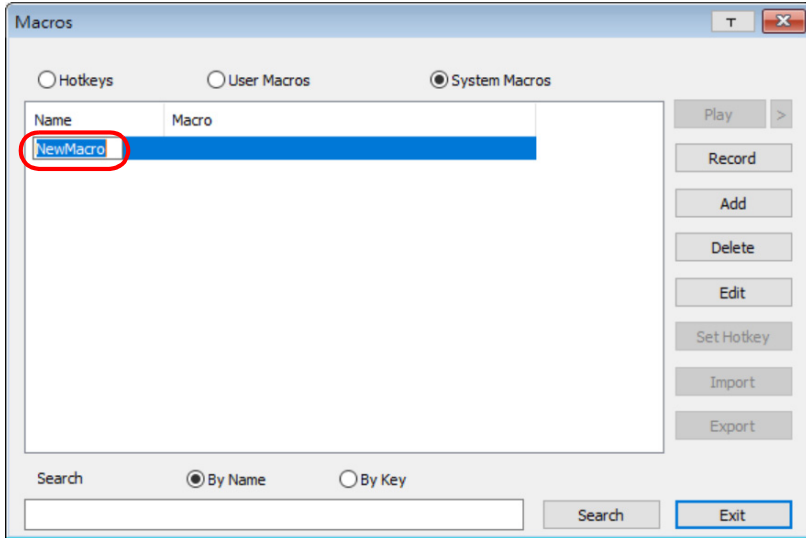 Macros
T
Hotkeys User Macros System Macros
Name Macro
NewMacro
Play >
Record
Add
Delete
Edit
Set Hotkey
Import
Export
Search By Name By Key
Search Exit